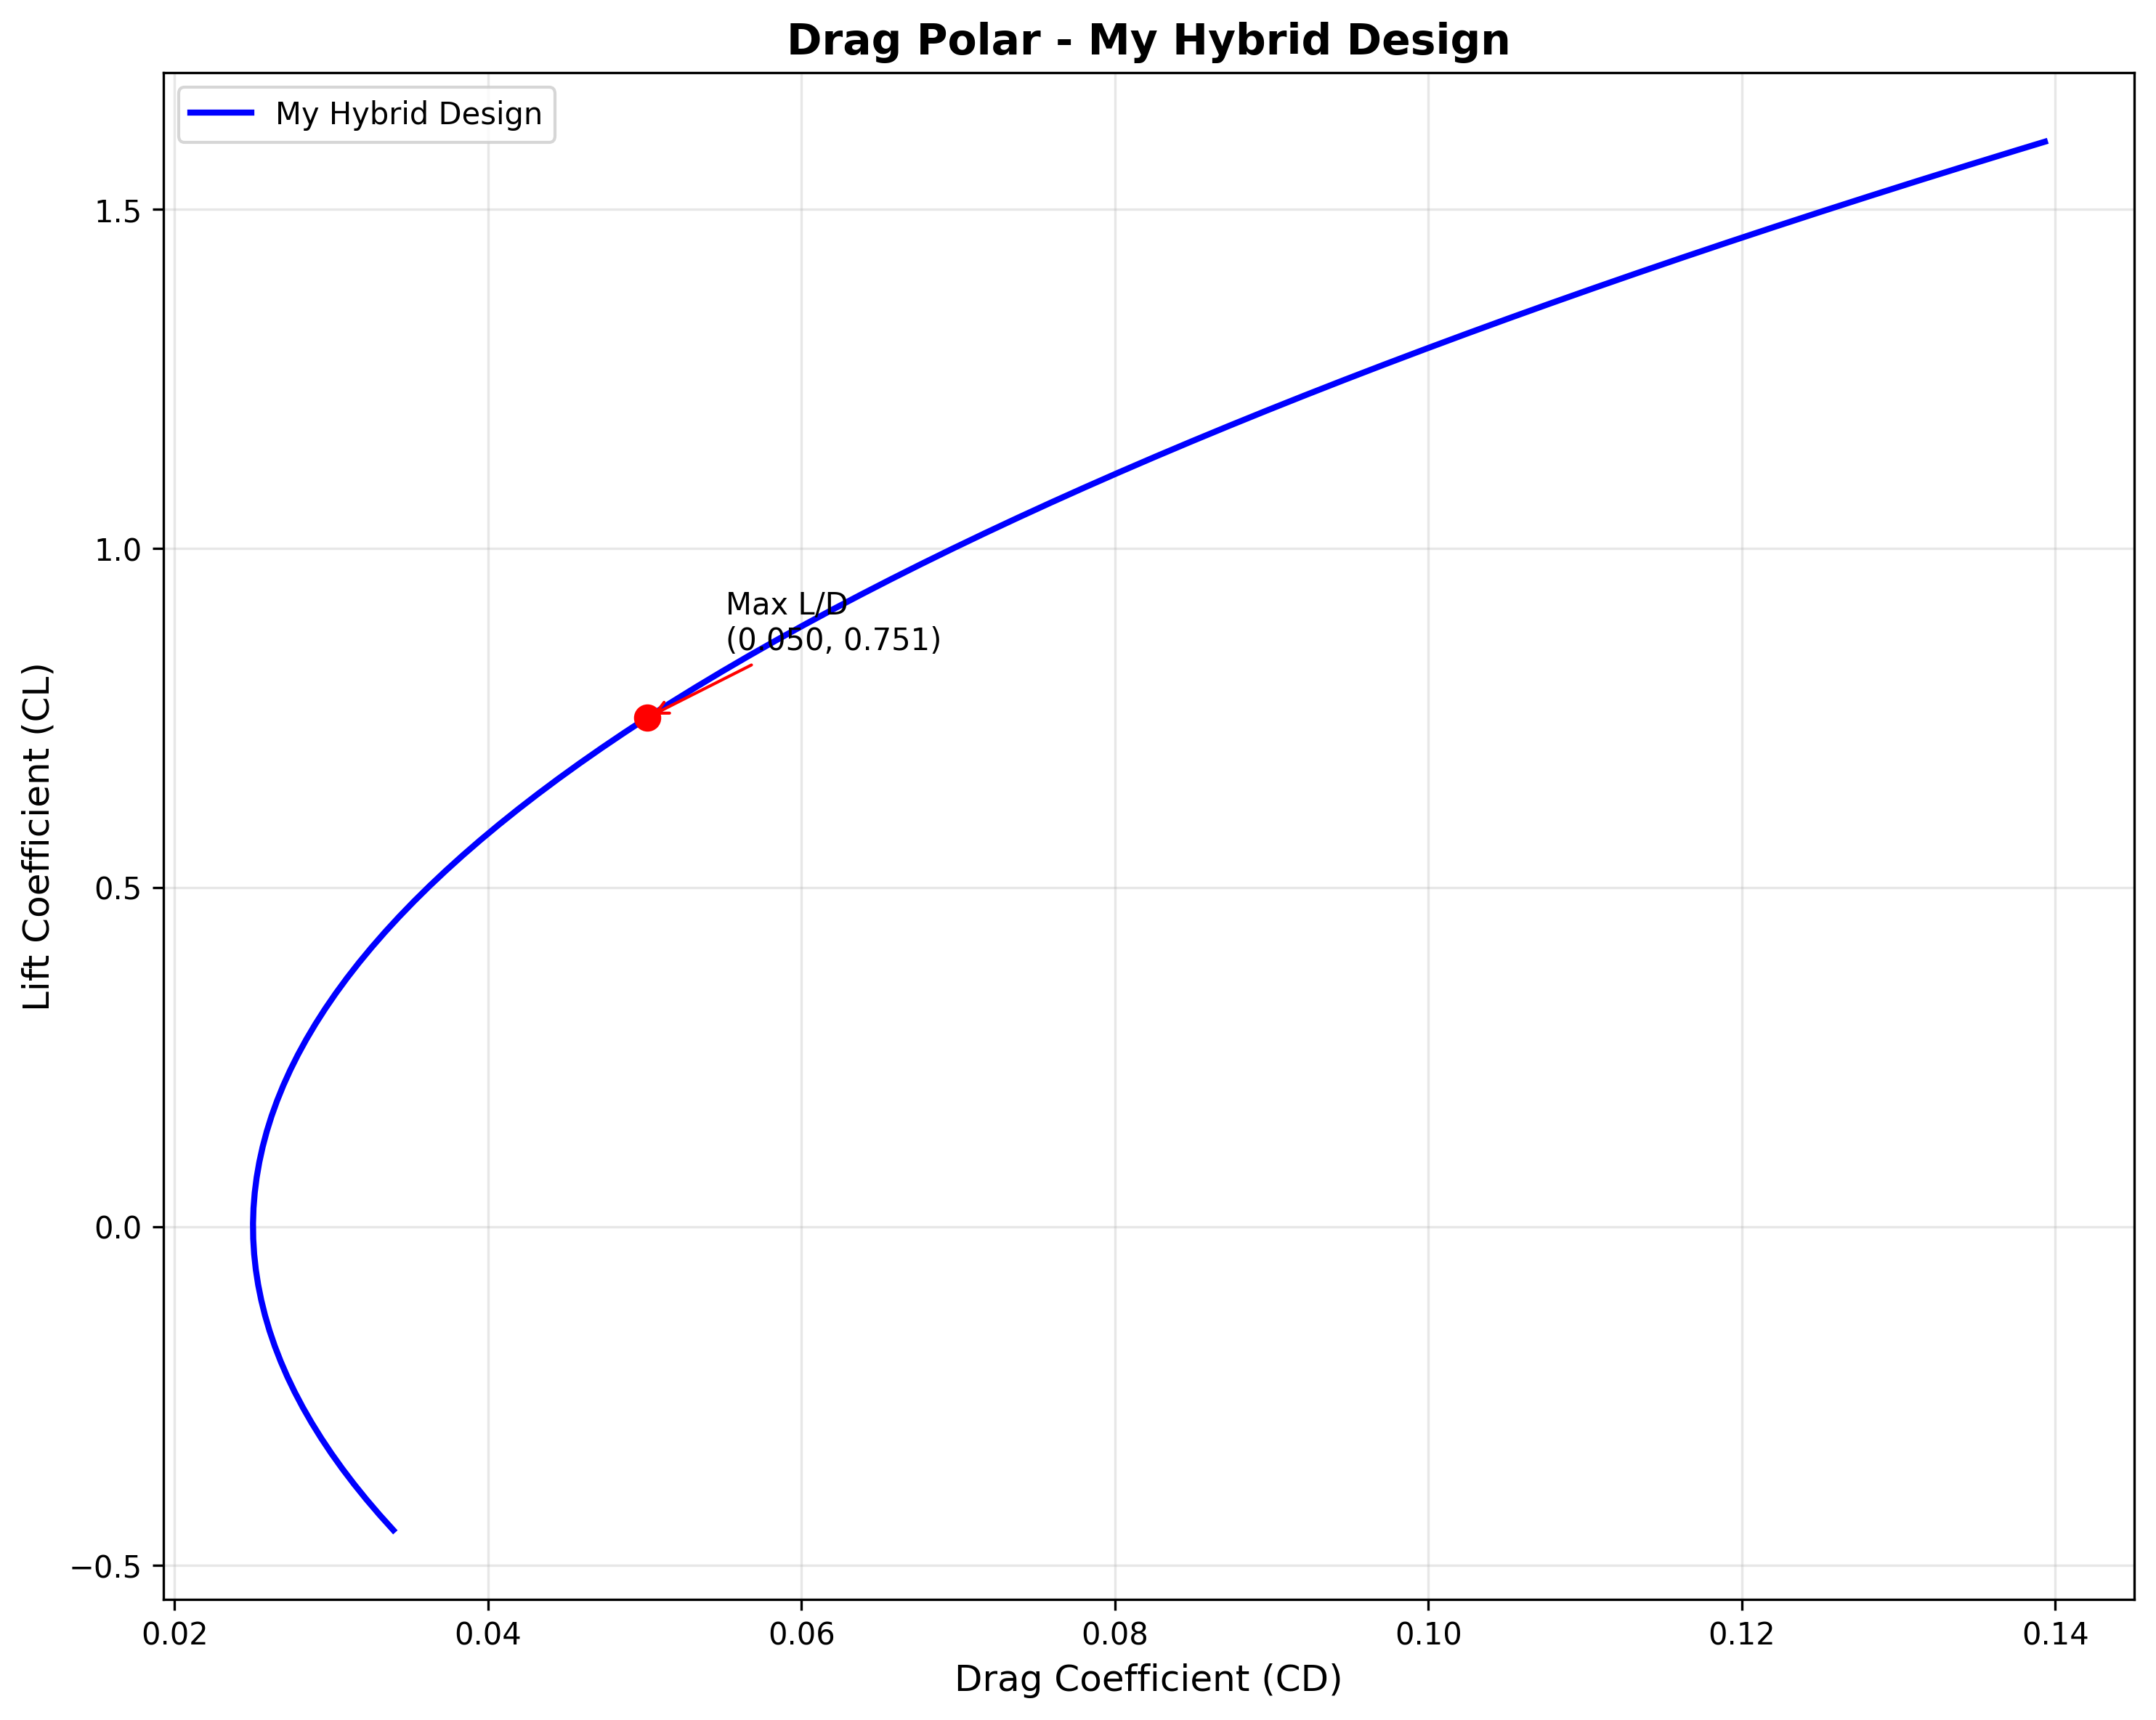 Drag Polar - My Hybrid Design
My Hybrid Design
1.5
1.0
0.5
0.0
−0.5
Lift Coefficient (CL)
Max L/D
(0.050, 0.751)
0.02 0.04 0.06 0.08 0.10 0.12 0.14
Drag Coefficient (CD)